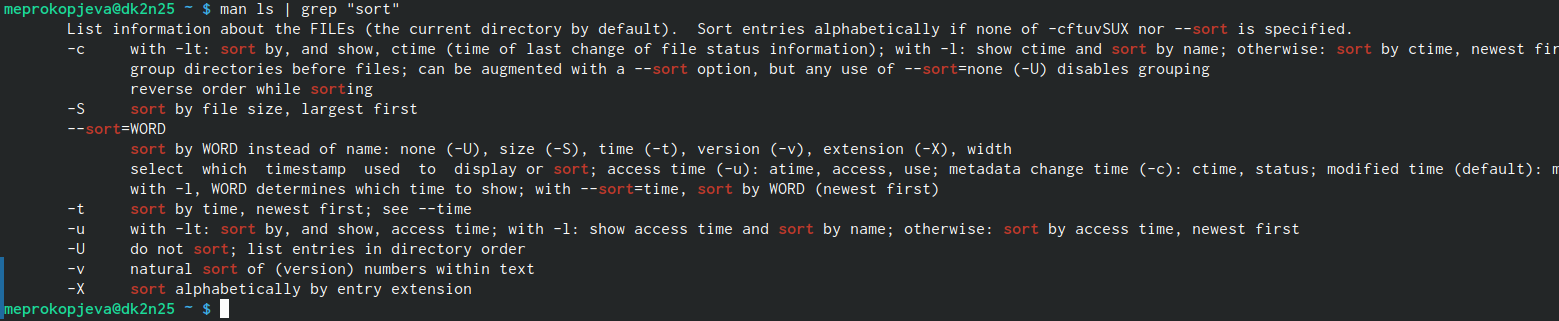 meprokopjeva@dk2n25 ~ $ man ls | grep "sort"
List information about the FILEs (the current directory by default).  Sort entries alphabetically if none of -cftuvSUX nor --sort is specified.
-c     with -lt: sort by, and show, ctime (time of last change of file status information); with -l: show ctime and sort by name; otherwise: sort by ctime, newest fir
group directories before files; can be augmented with a --sort option, but any use of --sort=none (-U) disables grouping
reverse order while sorting
-S     sort by file size, largest first
--sort=WORD
sort by WORD instead of name: none (-U), size (-S), time (-t), version (-v), extension (-X), width
select  which  timestamp  used  to  display or sort; access time (-u): atime, access, use; metadata change time (-c): ctime, status; modified time (default): m
with -l, WORD determines which time to show; with --sort=time, sort by WORD (newest first)
-t     sort by time, newest first; see --time
-u     with -lt: sort by, and show, access time; with -l: show access time and sort by name; otherwise: sort by access time, newest first
-U     do not sort; list entries in directory order
-v     natural sort of (version) numbers within text
-X     sort alphabetically by entry extension
meprokopjeva@dk2n25 ~ $